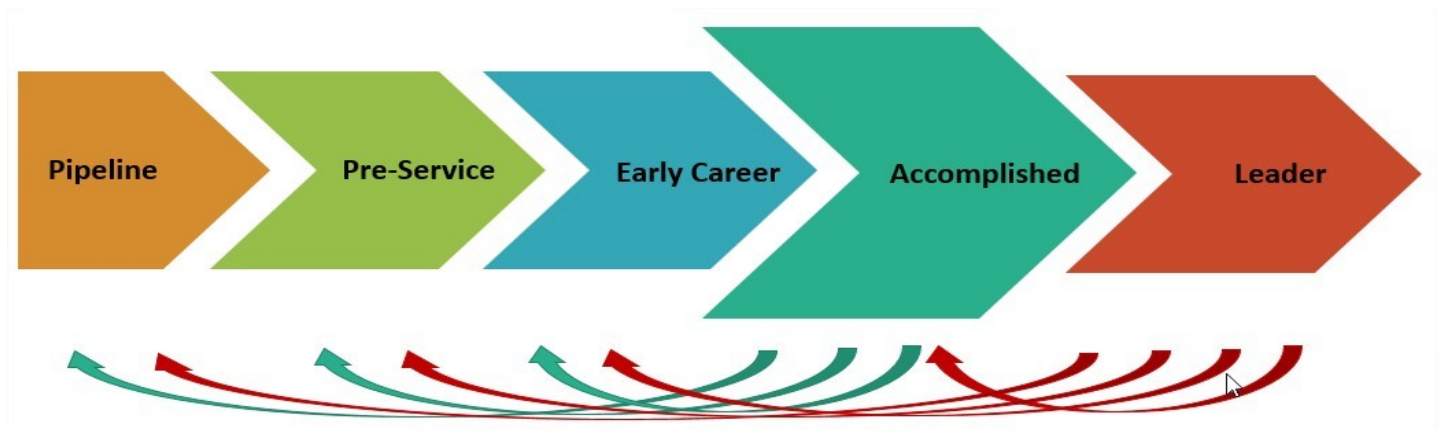 Pipeline
Pre-Service
Early Career
Accomplished
Leader